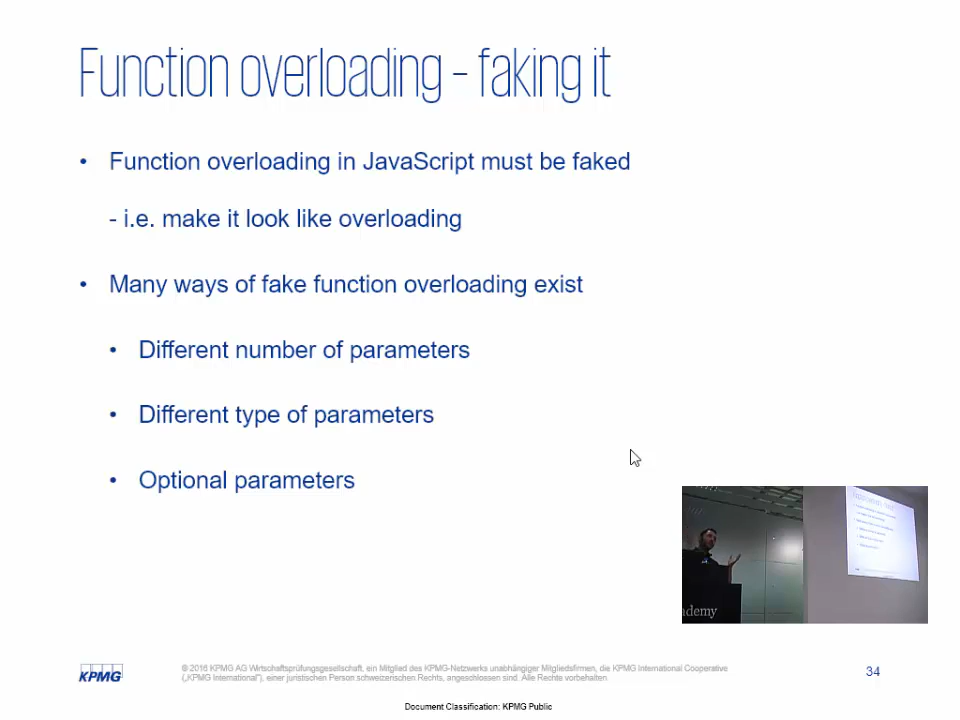 Function overloading – faking it
• Function overloading in JavaScript must be faked
- i.e. make it look like overloading
• Many ways of fake function overloading exist
• Different number of parameters
• Different type of parameters
• Optional parameters
ademy
KPMG
© 2016 KPMG AG Wirtschaftsprüfungsgesellschaft, ein Mitglied des KPMG-Netzwerks unabhängiger Mitgliedsfirmen, die KPMG International Cooperative
(„KPMG International"), einer juristischen Person schweizerischen Rechts, angeschlossen sind. Alle Rechte vorbehalten.
34
Document Classification: KPMG Public